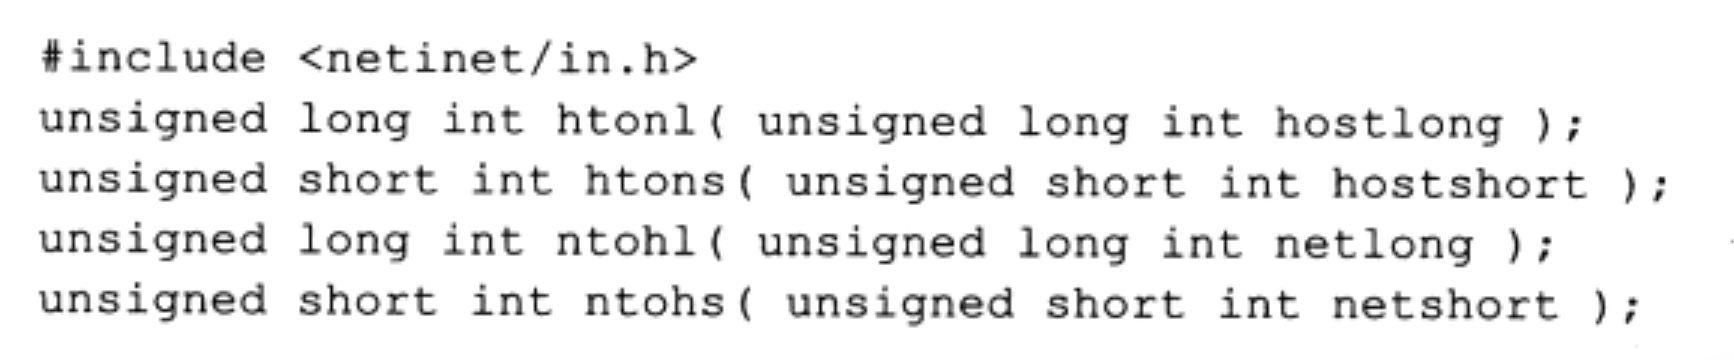 #include <netinet/in.h>
unsigned long int htonl( unsigned long int hostlong );
unsigned short int htons( unsigned short int hostshort );
unsigned long int ntohl( unsigned long int netlong );
unsigned short int ntohs( unsigned short int netshort );